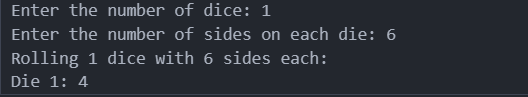 Enter the number of dice: 1
Enter the number of sides on each die: 6
Rolling 1 dice with 6 sides each:
Die 1: 4